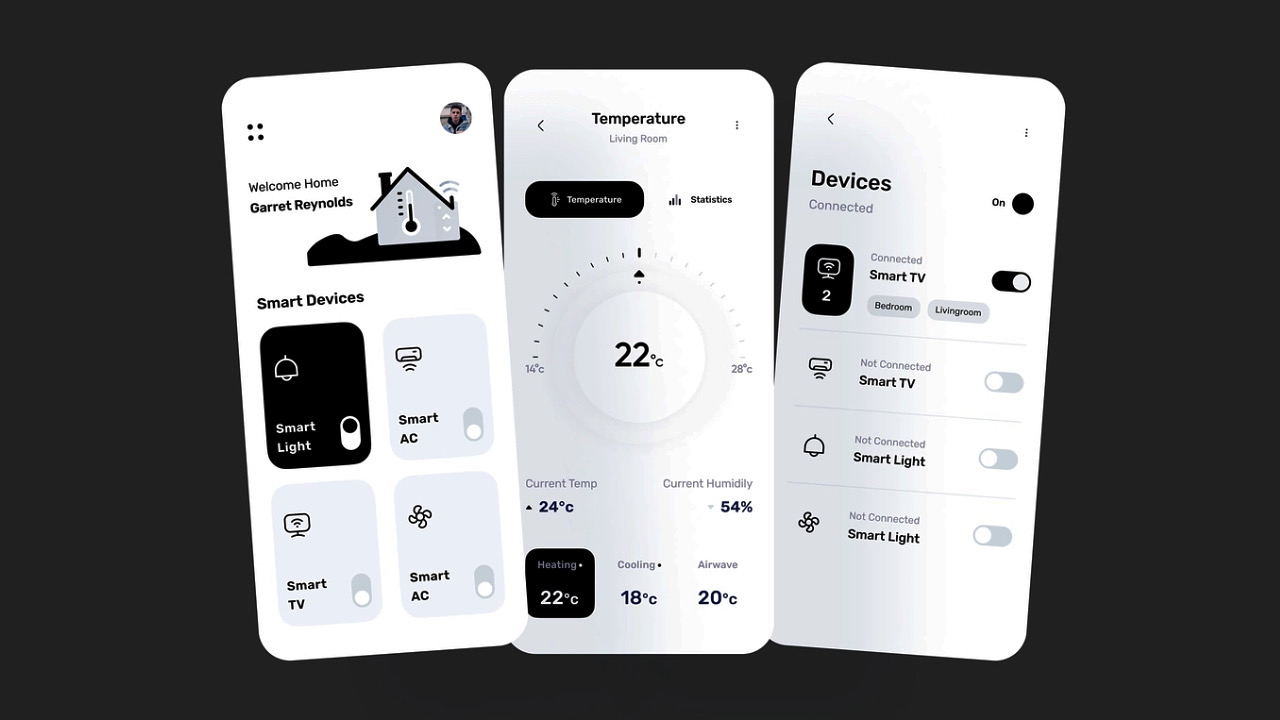 Welcome Home
Garret Reynolds
Smart Devices
Smart
Light
Smart
AC
Smart
TV
Smart
AC
Temperature
Living Room
Temperature
Statistics
22°c
14°c
28°c
Current Temp
24°c
Current Humidily
54%
Heating
22°c
Cooling
18°c
Airwave
20°c
Devices
Connected
On
2
Connected
Smart TV
Bedroom
Livingroom
Not Connected
Smart TV
Not Connected
Smart Light
Not Connected
Smart Light